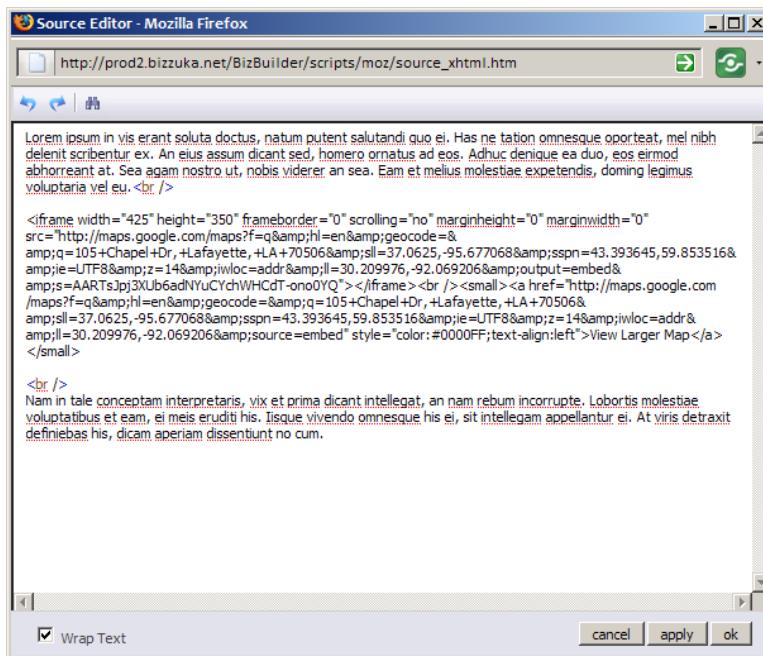 Source Editor - Mozilla Firefox
http://prod2.bizzuka.net/BizBuilder/scripts/moz/source_xhtml.htm
Lorem ipsum in vis erant soluta doctus, natum putent salutandi quo ei. Has ne tation omnesque oporteat, mel nibh
delenit scribentur ex. An eius assum dicant sed, homero ornatus ad eos. Adhuc denique ea duo, eos eirmod
abhorreant at. Sea agam nostro ut, nobis viderer an sea. Eam et melius molestiae expetendis, doming legimus
voluptaria vel eu.<br />
<iframe width="425" height="350" frameborder="0" scrolling="no" marginheight="0" marginwidth="0"
src="http://maps.google.com/maps?f=q&amp;hl=en&amp;geocode=&
amp;q=105+Chapel+Dr,+Lafayette,+LA+70506&amp;sll=37.0625,-95.677068&amp;sspn=43.393645,59.853516&
amp;ie=UTF8&amp;z=14&amp;iwloc=addr&amp;ll=30.209976,-92.069206&amp;output=embed&
amp;s=AARTsJpj3XUb6adNYuCYchWHCdT-ono0YQ"></iframe><br /><small><a href="http://maps.google.com
/maps?f=q&amp;hl=en&amp;geocode=&amp;q=105+Chapel+Dr,+Lafayette,+LA+70506&
amp;sll=37.0625,-95.677068&amp;sspn=43.393645,59.853516&amp;ie=UTF8&amp;z=14&amp;iwloc=addr&
amp;ll=30.209976,-92.069206&amp;source=embed" style="color:#0000FF;text-align:left">View Larger Map</a>
</small>
<br />
Nam in tale conceptam interpretaris, vix et prima dicant intellegat, an nam rebum incorrupte. Lobortis molestiae
voluptatibus et eam, ei meis eruditi his. Iisque vivendo omnesque his ei, sit intellegam appellantur ei. At viris detraxit
definiebas his, dicam aperiam dissentiunt no cum.
Wrap Text
cancel apply ok